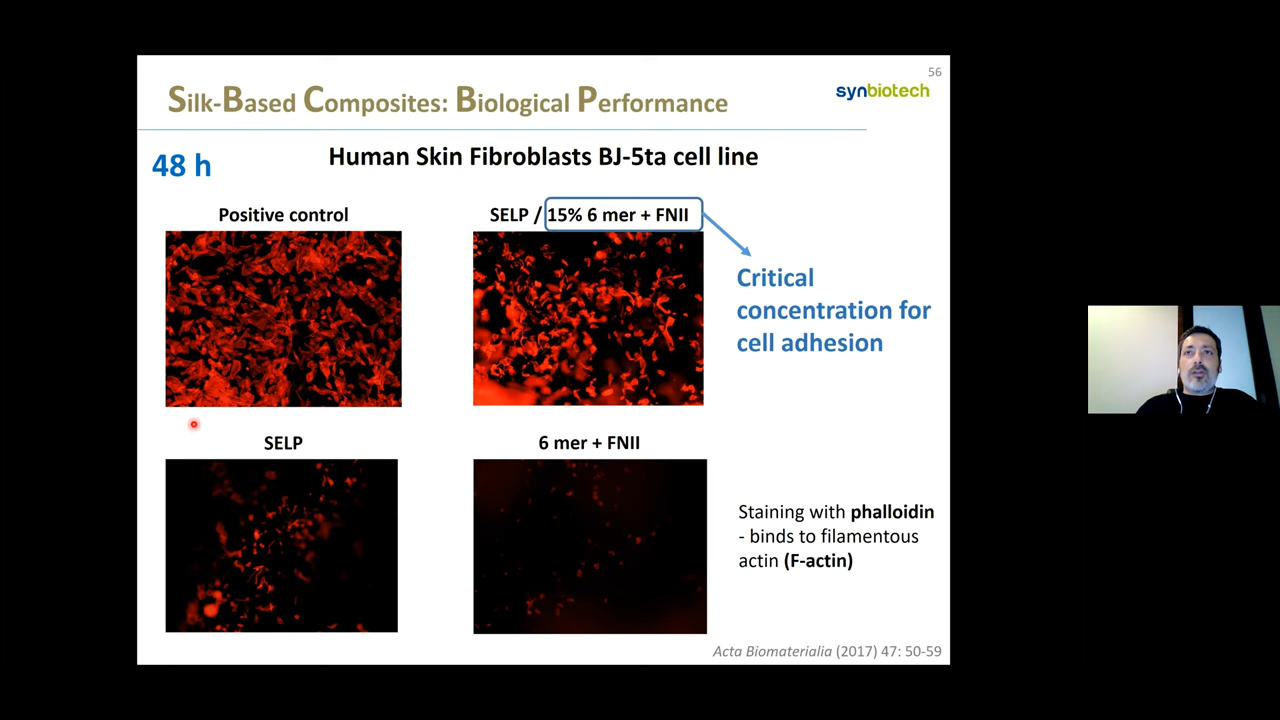 56
Silk-Based Composites: Biological Performance
synbiotech
48 h
Human Skin Fibroblasts BJ-5ta cell line
Positive control
SELP / 15% 6 mer + FNII
Critical
concentration for
cell adhesion
SELP
6 mer + FNII
Staining with phalloidin
- binds to filamentous
actin (F-actin)
Acta Biomaterialia (2017) 47: 50-59